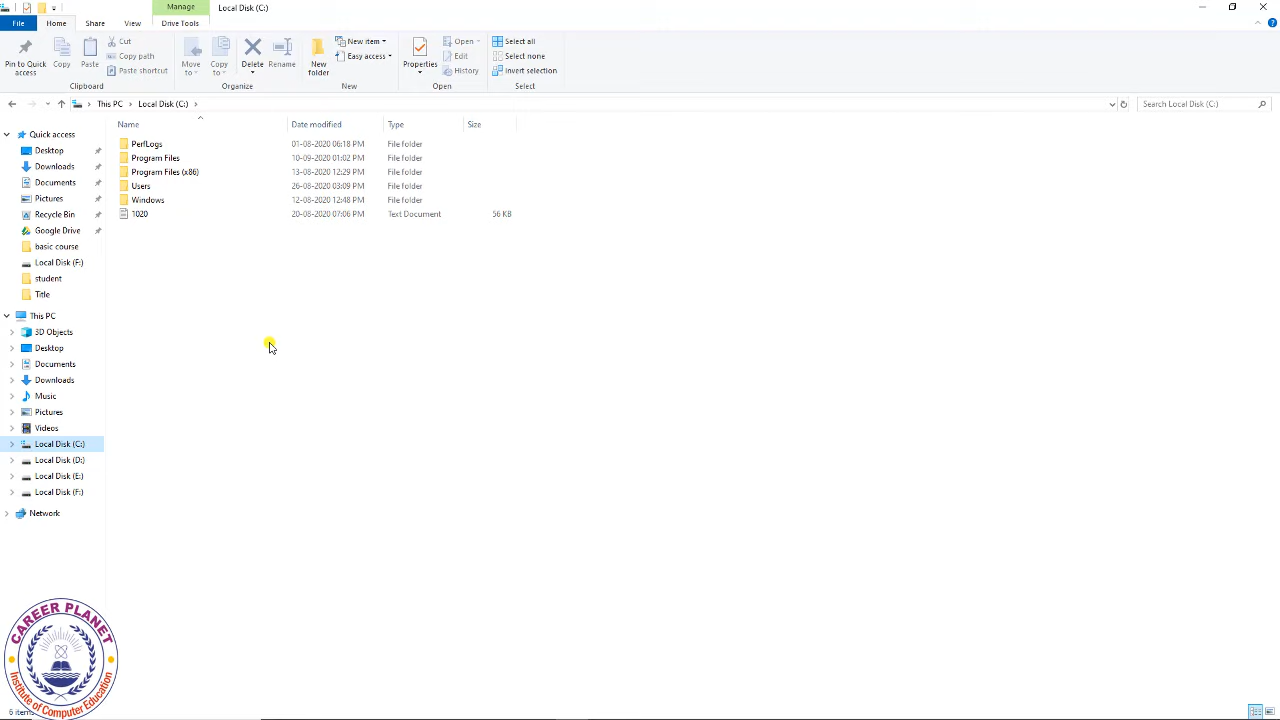 Manage
Local Disk (C:)
File
Home
Share
View
Drive Tools
Pin to Quick access
Copy
Paste
Cut
Copy path
Paste shortcut
Clipboard
Move to
Copy to
Delete
Rename
Organize
New folder
New item
Easy access
New
Properties
Open
Edit
History
Open
Select all
Select none
Invert selection
Select
This PC
Local Disk (C:)
Search Local Disk (C:)
Name Date modified Type Size
PerfLogs 01-08-2020 06:18 PM File folder
Program Files 10-09-2020 01:02 PM File folder
Program Files (x86) 13-08-2020 12:29 PM File folder
Users 26-08-2020 03:09 PM File folder
Windows 12-08-2020 12:48 PM File folder
1020 20-08-2020 07:06 PM Text Document 56 KB
Quick access
Desktop
Downloads
Documents
Pictures
Recycle Bin
Google Drive
basic course
Local Disk (F:)
student
Title
This PC
3D Objects
Desktop
Documents
Downloads
Music
Pictures
Videos
Local Disk (C:)
Local Disk (D:)
Local Disk (E:)
Local Disk (F:)
Network
CAREER PLANET
Institute of Computer Education
6 items